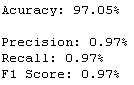 Acuracy: 97.05%
Precision: 0.97%
Recall: 0.97%
F1 Score: 0.97%